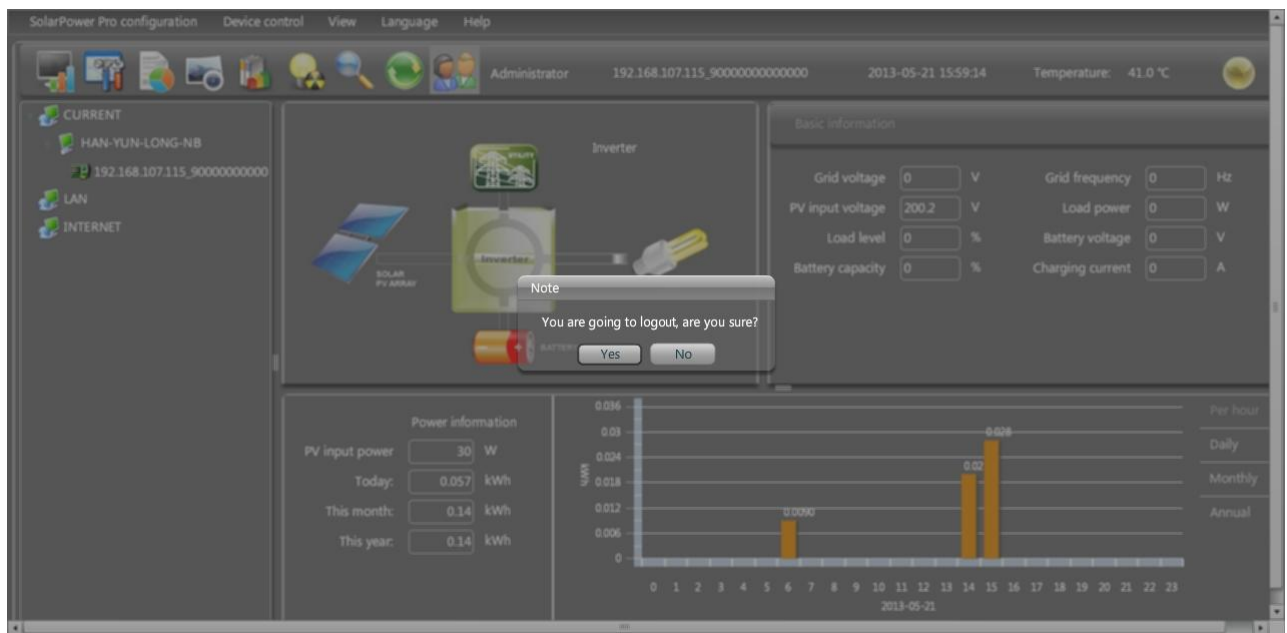 SolarPower Pro configuration Device control View Language Help
Administrator 192.168.107.115_90000000000000 2013-05-21 15:59:14 Temperature: 41.0 ℃
CURRENT
HAN-YUN-LONG-NB
192.168.107.115_90000000000
LAN
INTERNET
UTILITY
Inverter
Inverter
SOLAR
PV ARRAY
BATTERY
Basic information
Grid voltage 0 V Grid frequency 0 Hz
PV input voltage 200.2 V Load power 0 W
Load level 0 % Battery voltage 0 V
Battery capacity 0 % Charging current 0 A
Note
You are going to logout, are you sure?
Yes No
Power information
PV input power 30 W
Today: 0.057 kWh
This month: 0.14 kWh
This year: 0.14 kWh
kWh
0.036
0.03
0.024
0.018
0.012
0.006
0
0.0090
0.02
0.028
0 1 2 3 4 5 6 7 8 9 10 11 12 13 14 15 16 17 18 19 20 21 22 23
2013-05-21
Per hour
Daily
Monthly
Annual